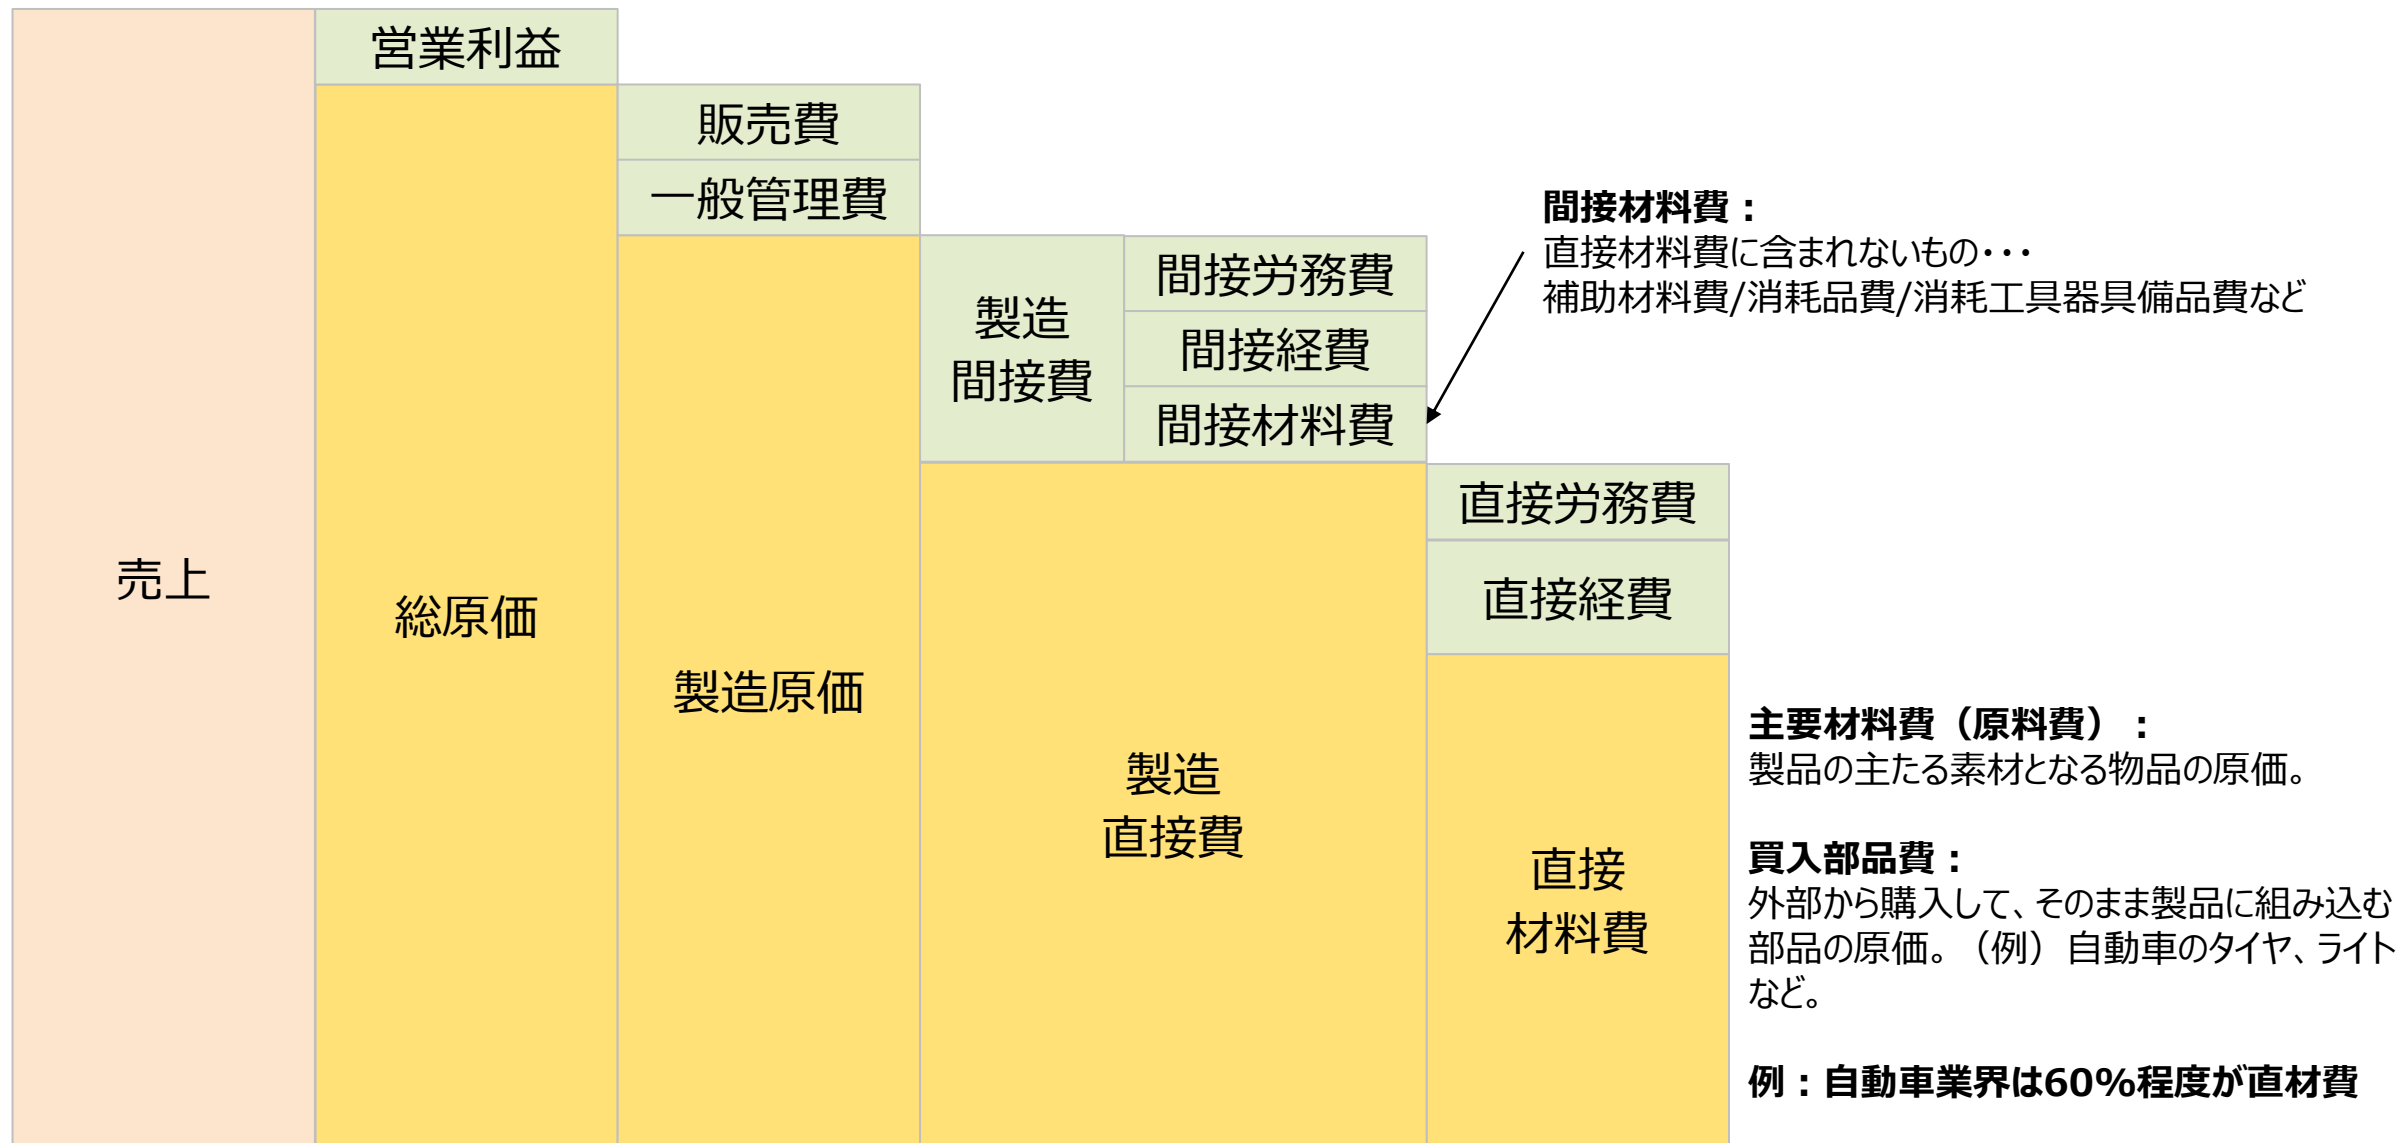 営業利益
販売費
一般管理費
間接材料費：
直接材料費に含まれないもの・・・
補助材料費/消耗品費/消耗工具器具備品費など
製造
間接費
間接労務費
間接経費
間接材料費
売上
総原価
製造原価
製造
直接費
直接労務費
直接経費
直接
材料費
主要材料費（原料費）：
製品の主たる素材となる物品の原価。
買入部品費：
外部から購入して、そのまま製品に組み込む
部品の原価。（例）自動車のタイヤ、ライト
など。
例：自動車業界は60%程度が直材費